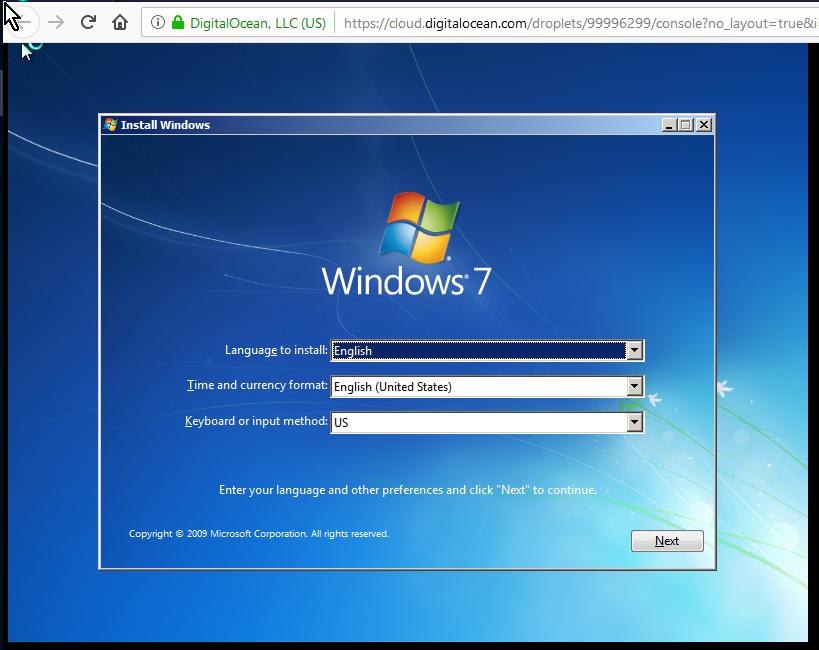 DigitalOcean, LLC (US) https://cloud.digitalocean.com/droplets/99996299/console?no_layout=true&i
Install Windows
Windows® 7
Language to install: English
Time and currency format: English (United States)
Keyboard or input method: US
Enter your language and other preferences and click "Next" to continue.
Copyright © 2009 Microsoft Corporation. All rights reserved.
Next